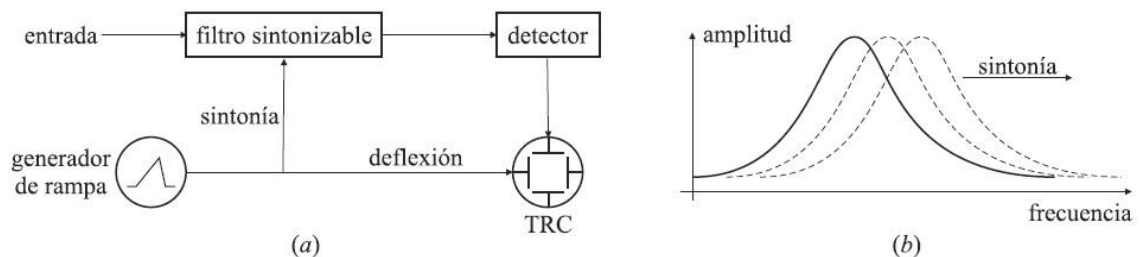 entrada
filtro sintonizable
detector
sintonía
generador
de rampa
deflexión
TRC
(a)
amplitud
sintonía
frecuencia
(b)